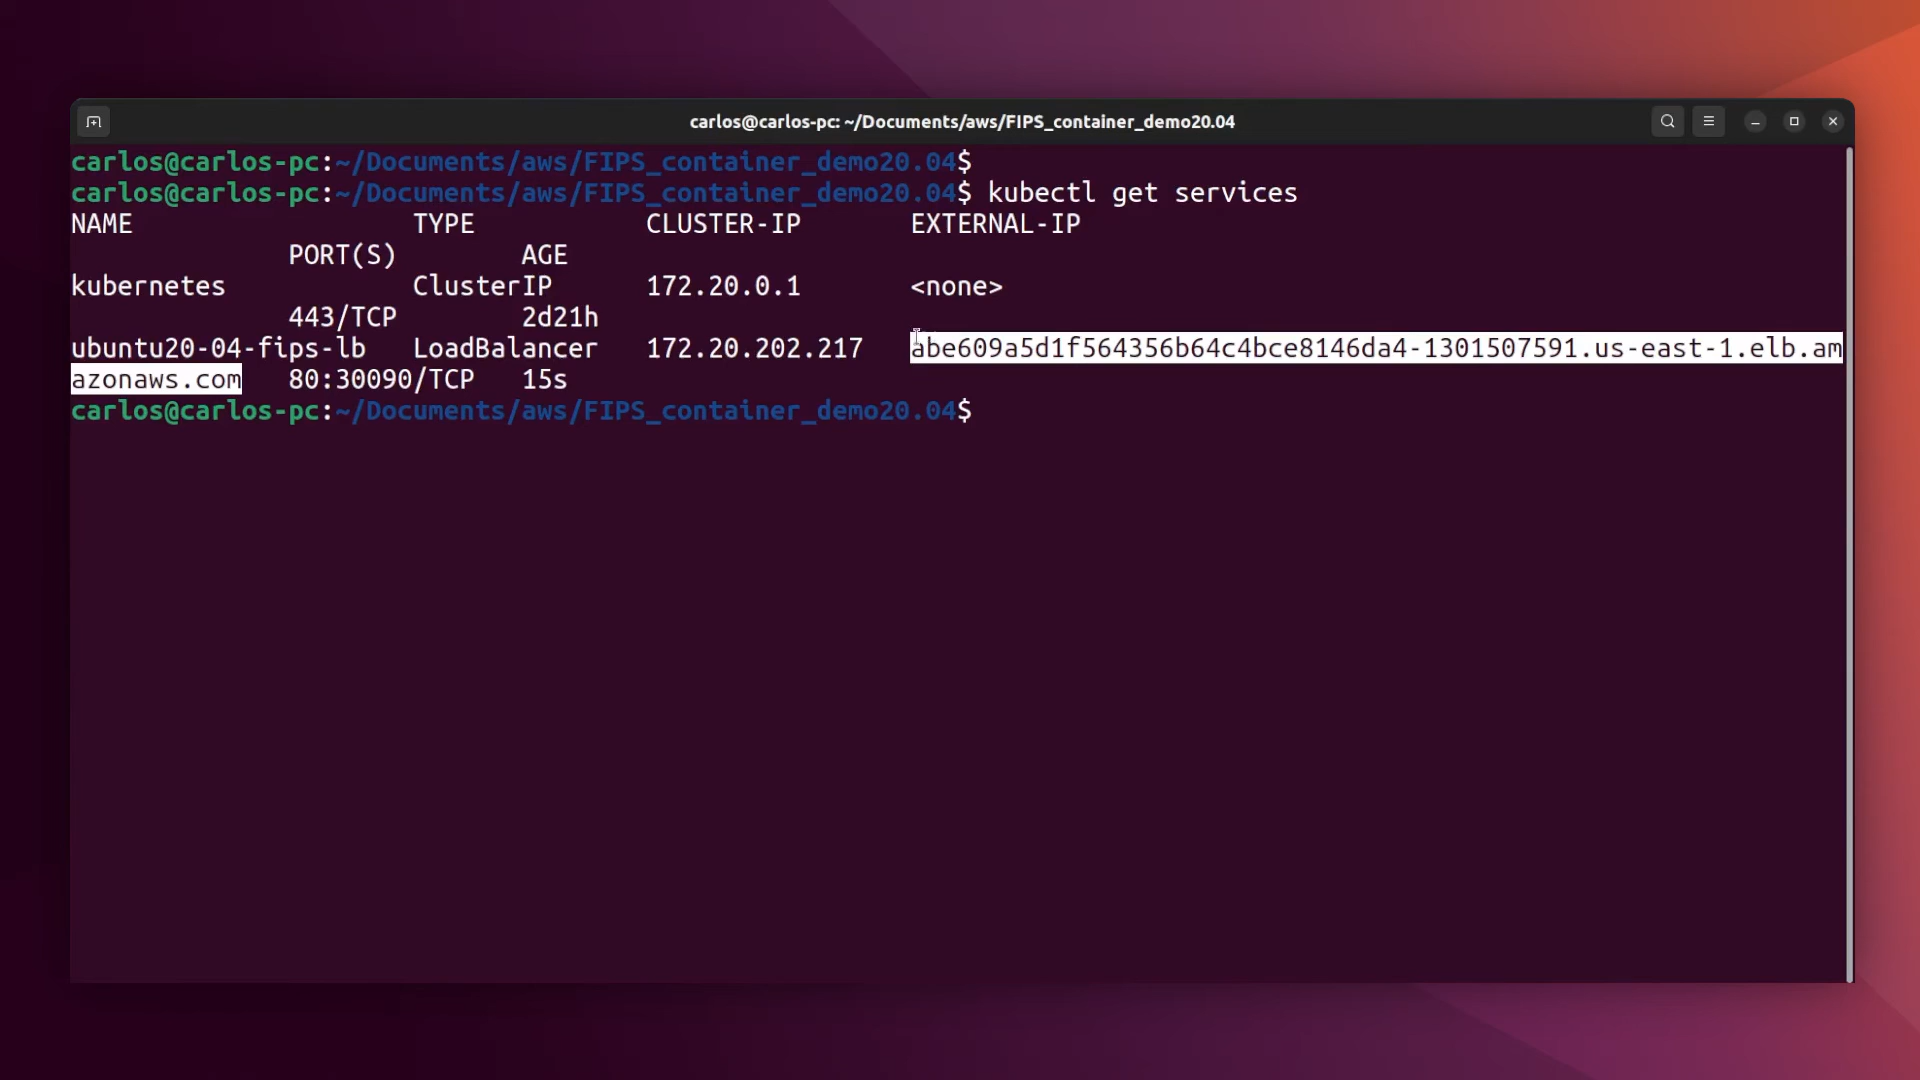 carlos@carlos-pc: ~/Documents/aws/FIPS_container_demo20.04
carlos@carlos-pc:~/Documents/aws/FIPS_container_demo20.04$
carlos@carlos-pc:~/Documents/aws/FIPS_container_demo20.04$ kubectl get services
NAME TYPE CLUSTER-IP EXTERNAL-IP
PORT(S) AGE
kubernetes ClusterIP 172.20.0.1 <none>
443/TCP 2d21h
ubuntu20-04-fips-lb LoadBalancer 172.20.202.217 abe609a5d1f564356b64c4bce8146da4-1301507591.us-east-1.elb.am
azonaws.com 80:30090/TCP 15s
carlos@carlos-pc:~/Documents/aws/FIPS_container_demo20.04$